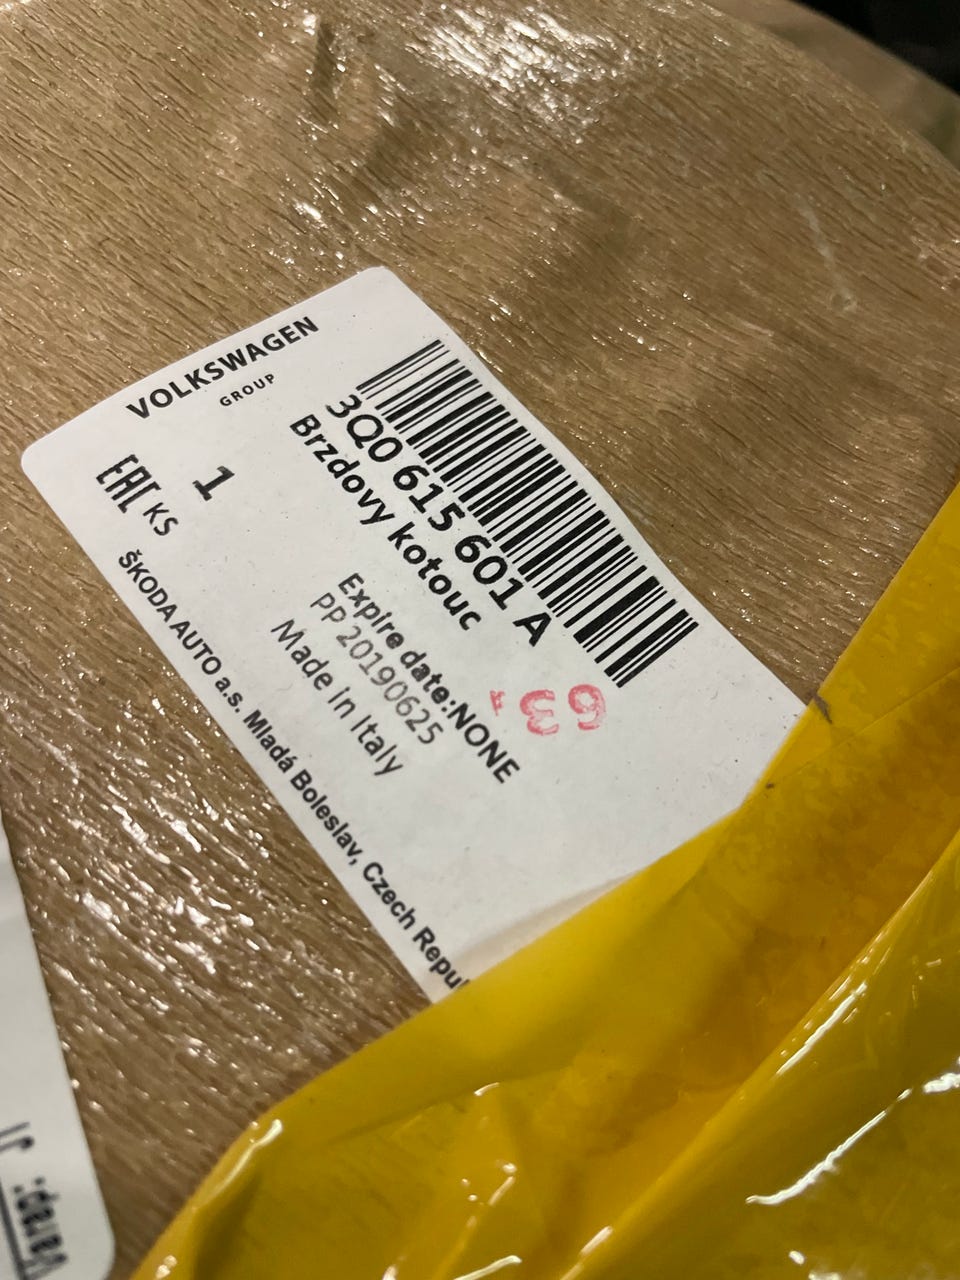 VOLKSWAGEN
GROUP
3Q0 615 601 A
Brzdovy kotouc
1
EAC KS
Expire date:NONE
PP 20190625
Made in Italy
ŠKODA AUTO a.s. Mladá Boleslav, Czech Repu
63